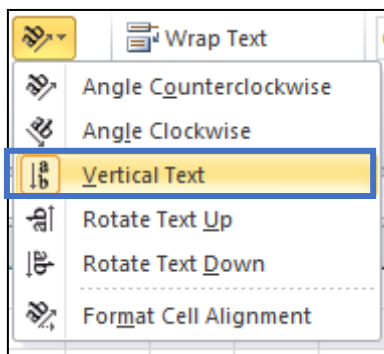 Wrap Text
Angle Counterclockwise
Angle Clockwise
Vertical Text
Rotate Text Up
Rotate Text Down
Format Cell Alignment